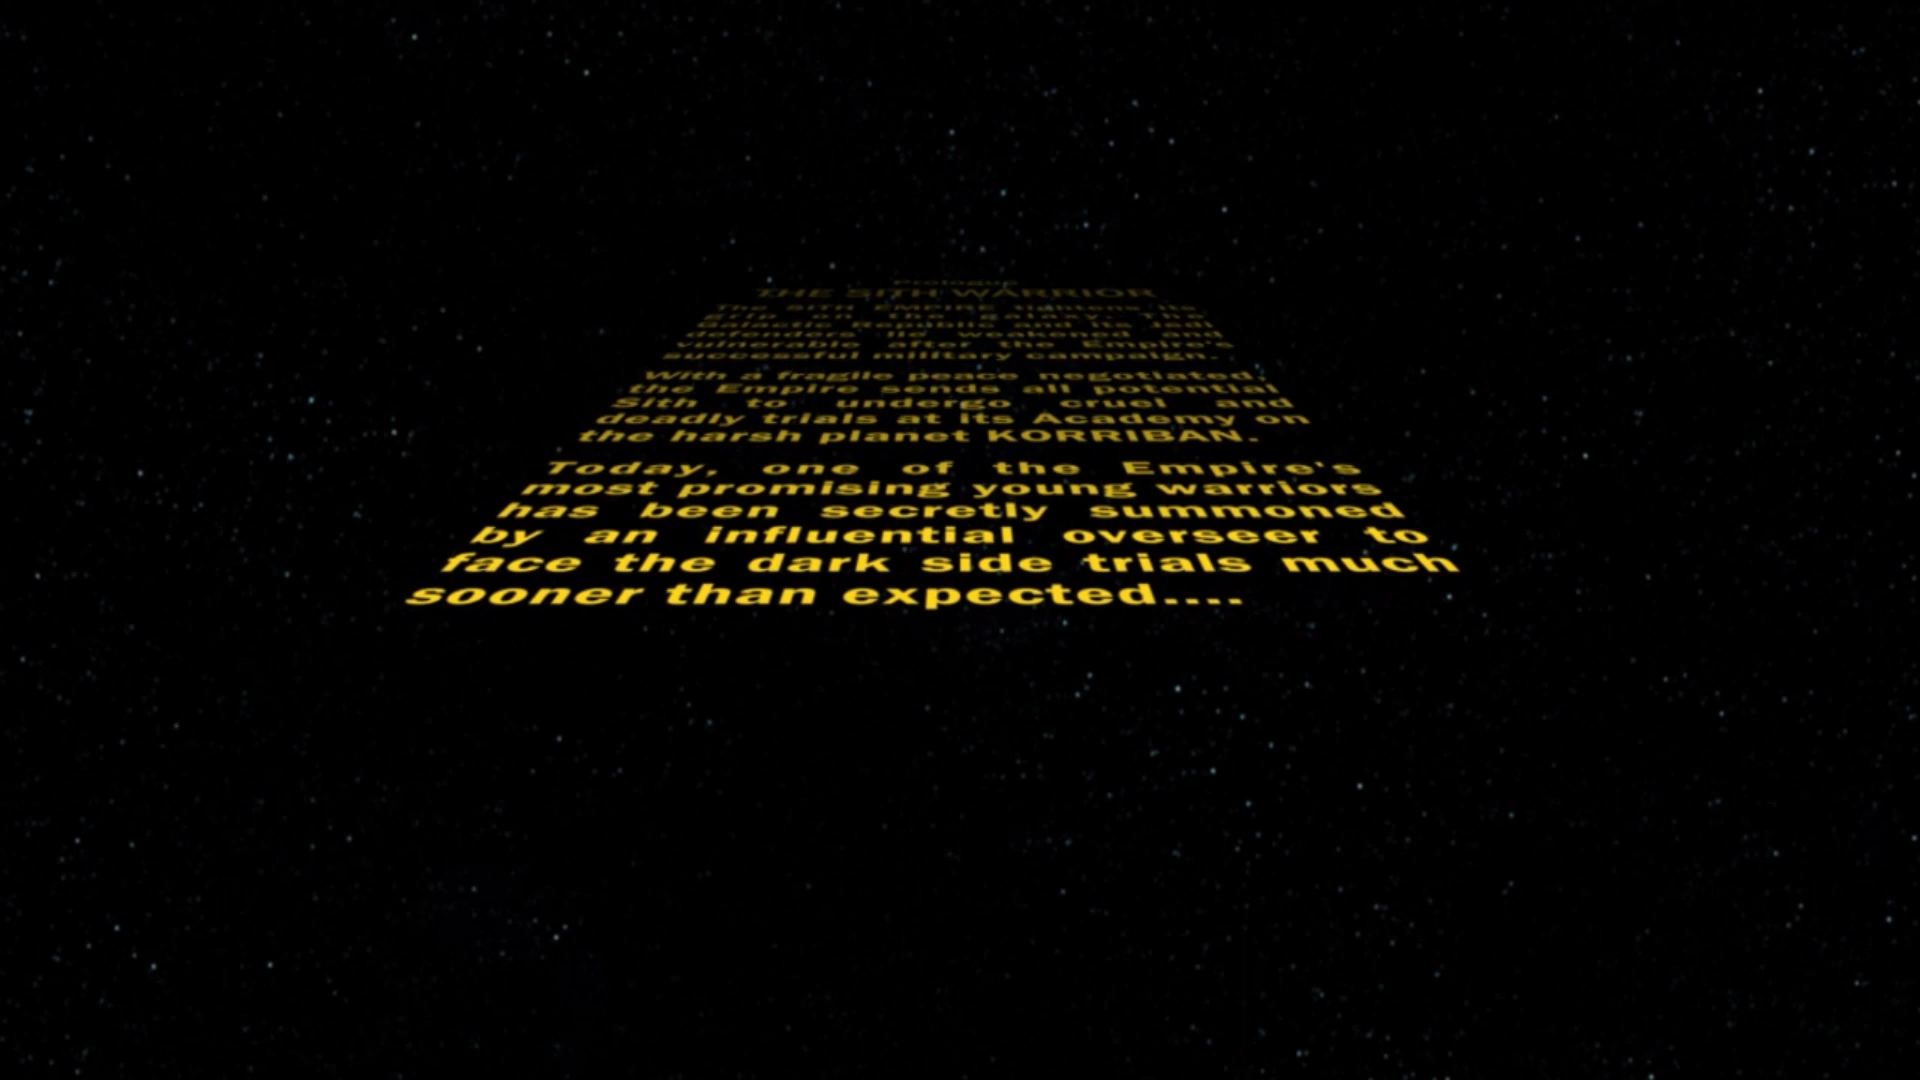 Prologue
THE SITH WARRIOR
The SITH EMPIRE tightens its
grip on the galaxy. The
Galactic Republic and its Jedi
defenders lie weakened and
vulnerable after the Empire's
successful military campaign.
With a fragile peace negotiated,
the Empire sends all potential
Sith to undergo cruel and
deadly trials at its Academy on
the harsh planet KORRIBAN.
Today, one of the Empire's
most promising young warriors
has been secretly summoned
by an influential overseer to
face the dark side trials much
sooner than expected....